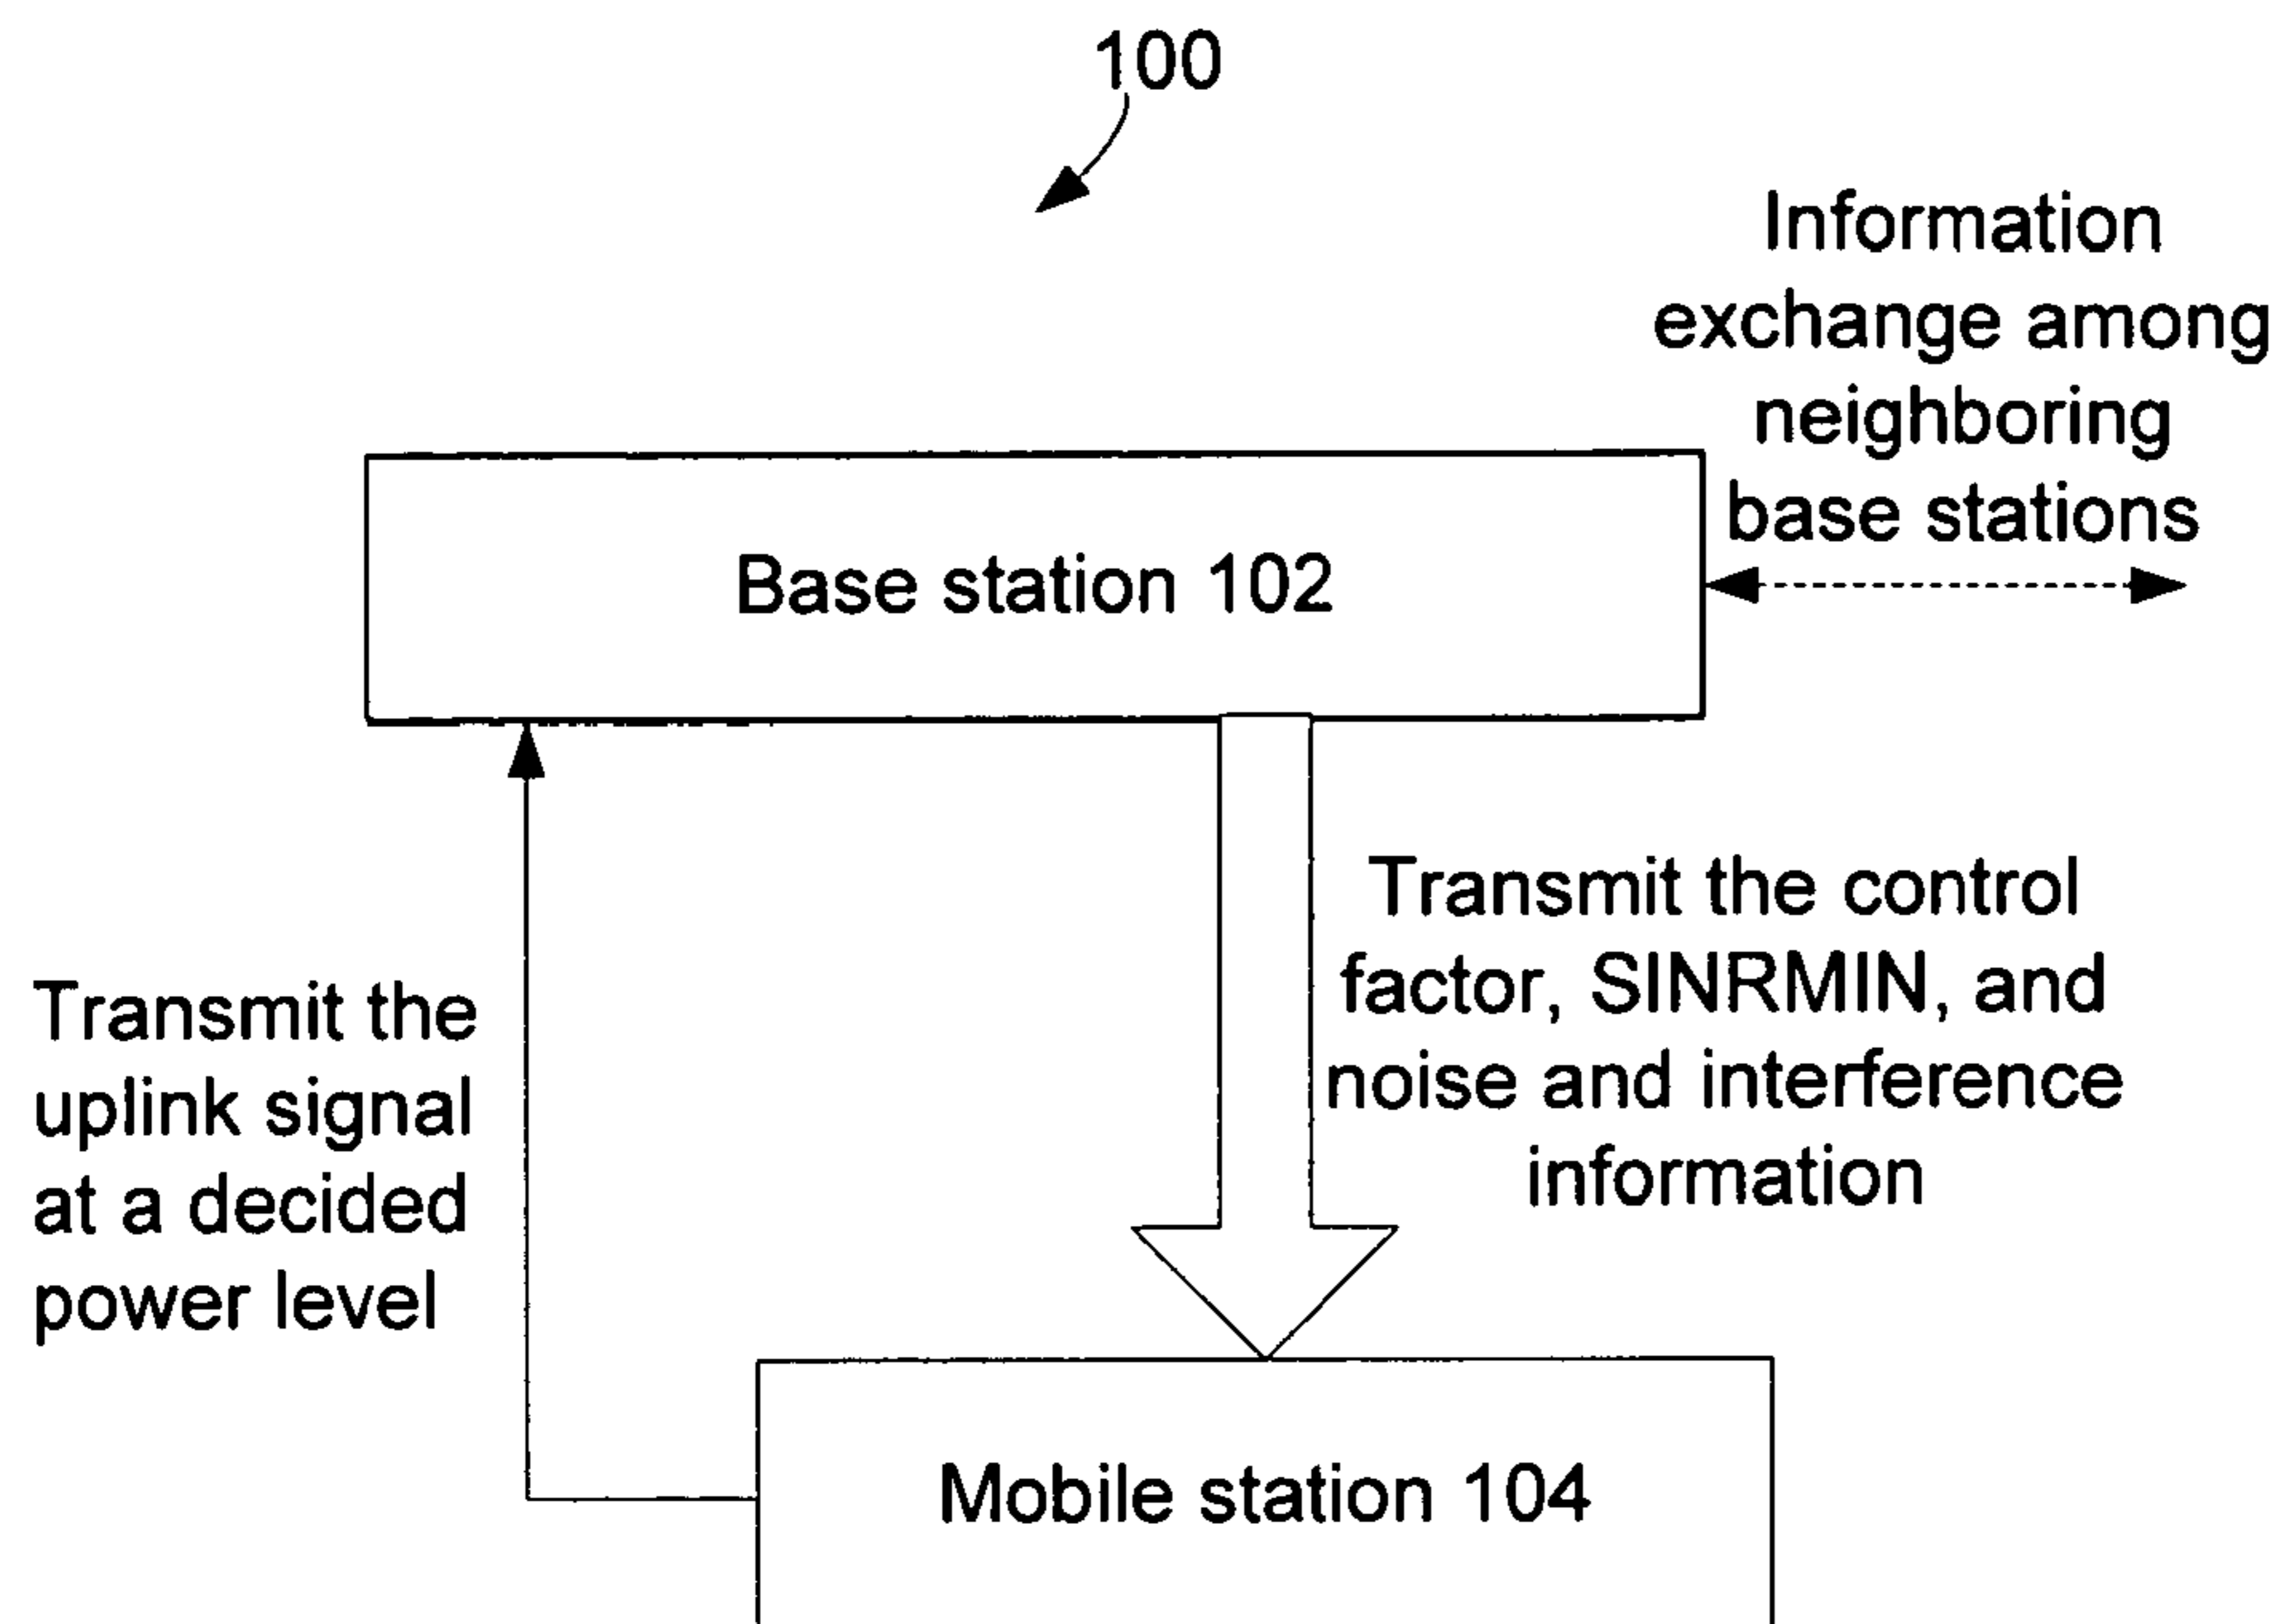 100
Information
exchange among
neighboring
base stations
Base station 102
Transmit the control
factor, SINRMIN, and
noise and interference
information
Transmit the
uplink signal
at a decided
power level
Mobile station 104